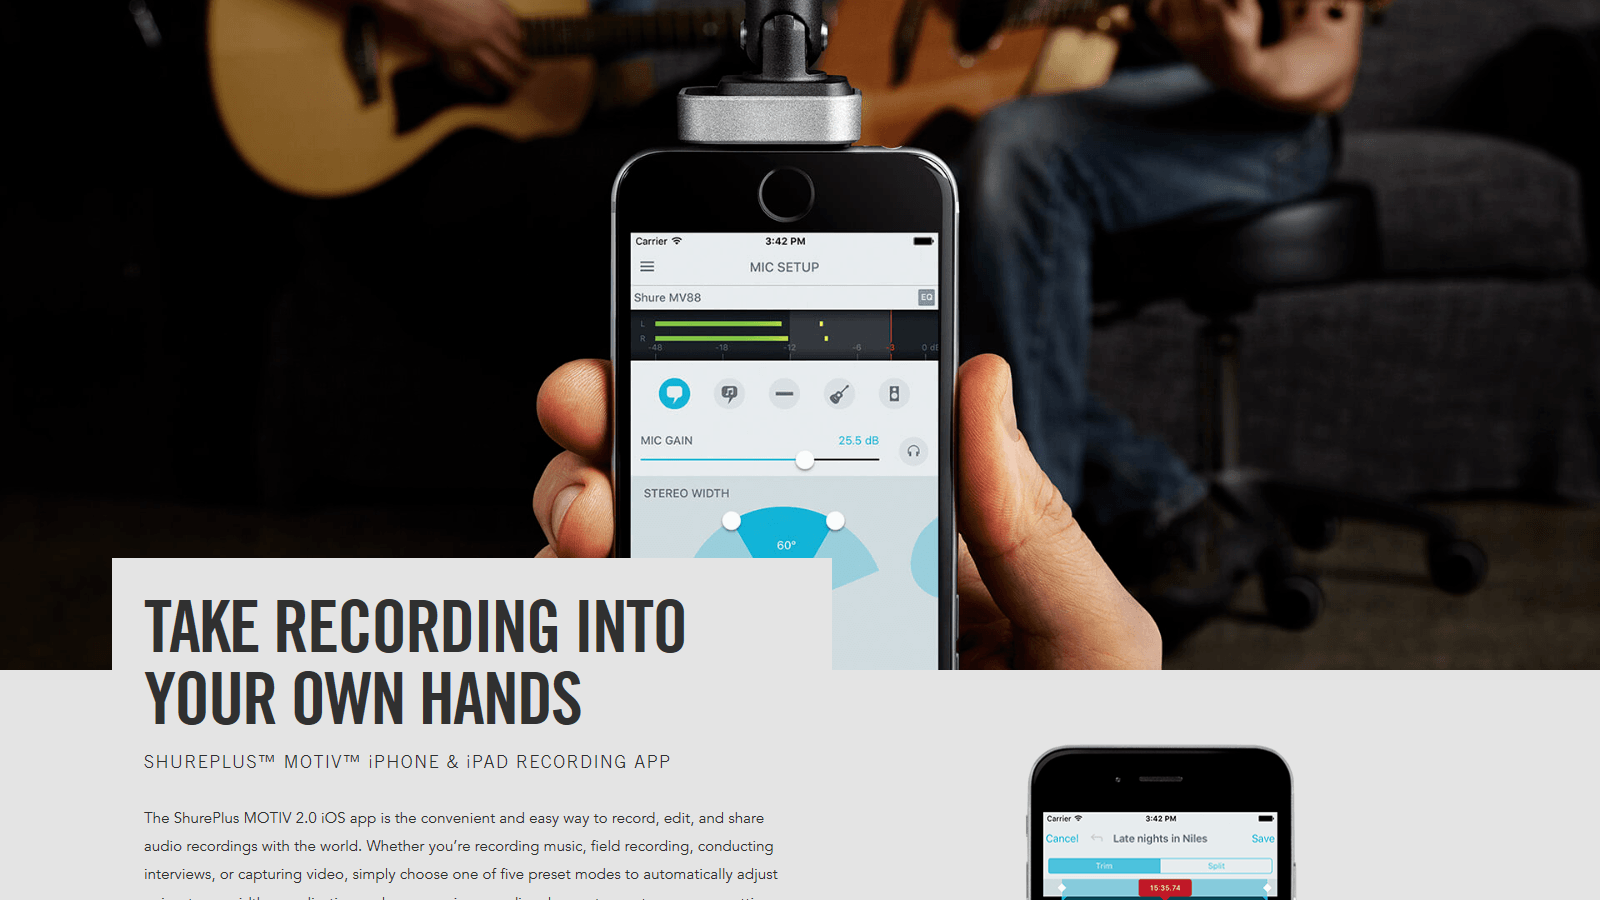 Carrier 3:42 PM
MIC SETUP
Shure MV88 EQ
L
R
-48 -18 -12 -6 -3 0 dB
MIC GAIN 25.5 dB
STEREO WIDTH
60°
TAKE RECORDING INTO
YOUR OWN HANDS
SHUREPLUS™ MOTIV™ iPHONE & iPAD RECORDING APP
The ShurePlus MOTIV 2.0 iOS app is the convenient and easy way to record, edit, and share
audio recordings with the world. Whether you’re recording music, field recording, conducting
interviews, or capturing video, simply choose one of five preset modes to automatically adjust
Carrier 3:42 PM
Cancel Late nights in Niles Save
Trim Split
15:35.74